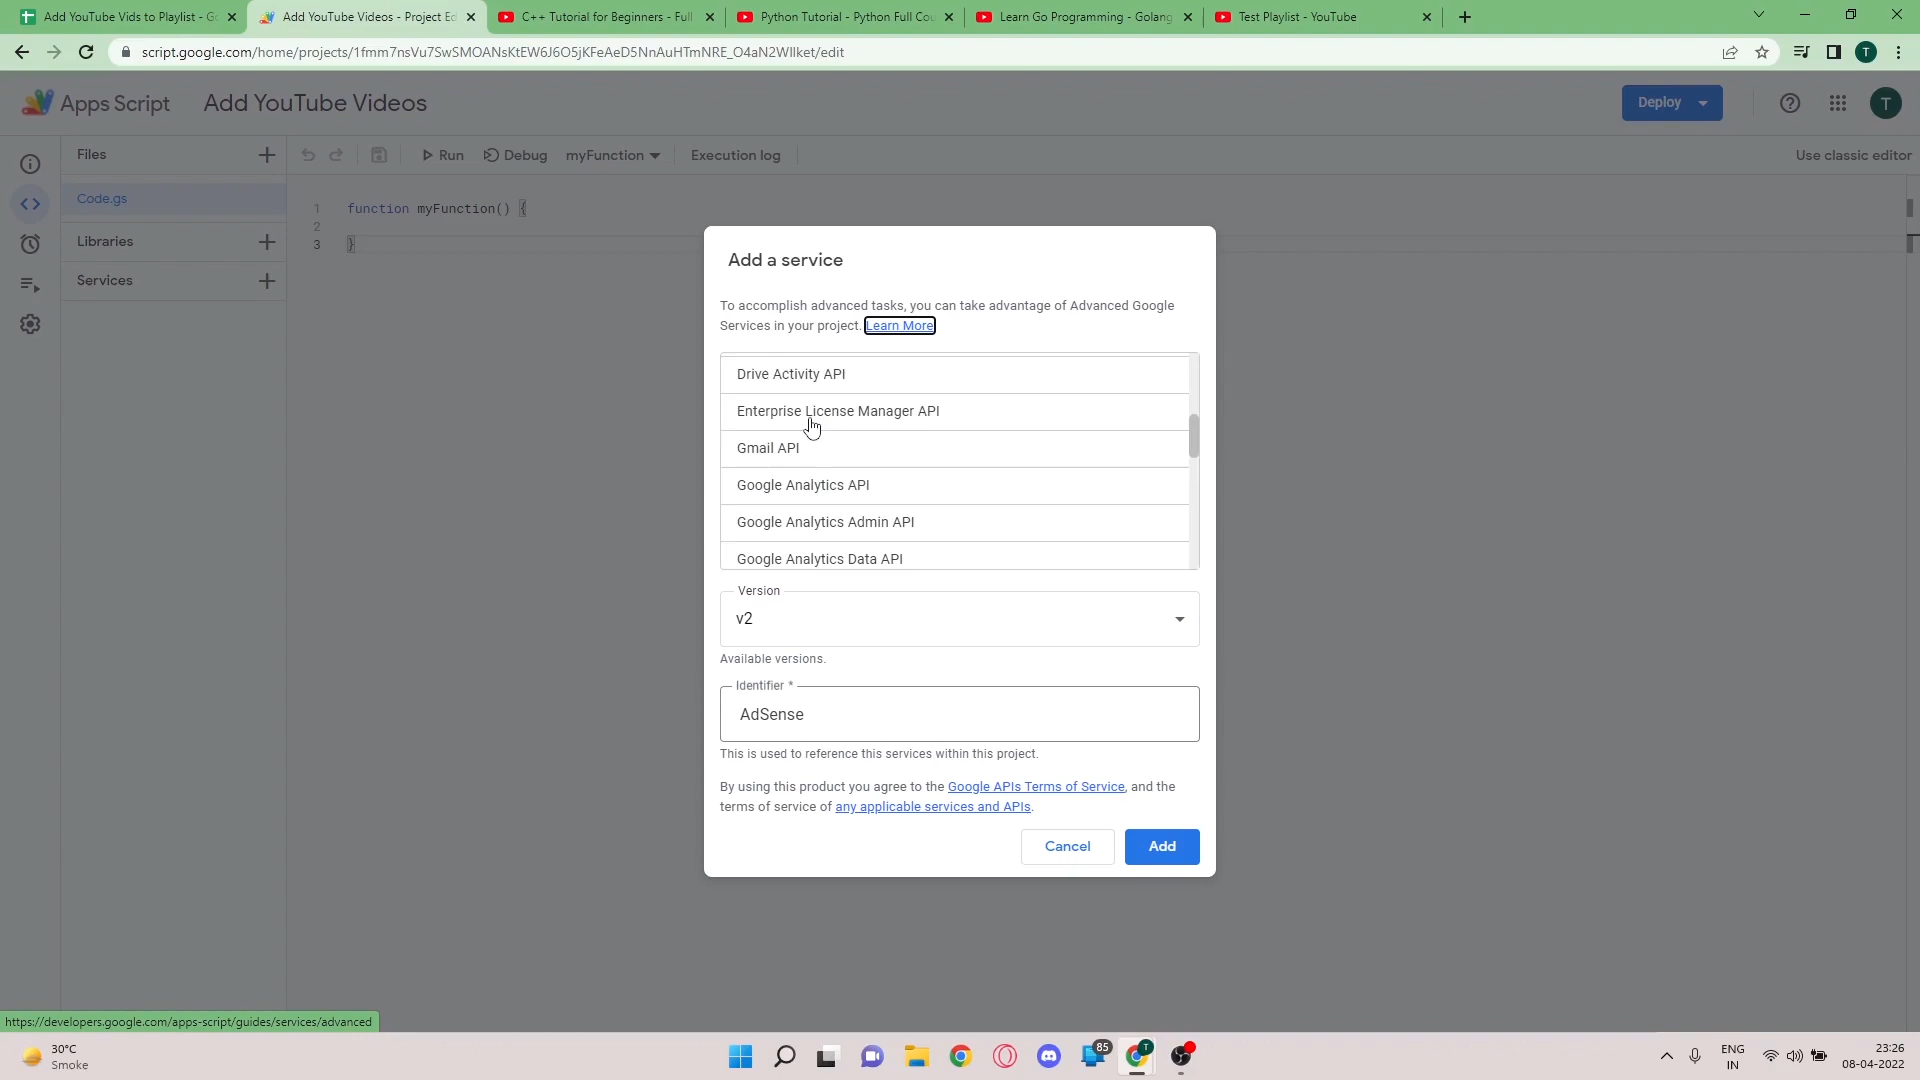 Add YouTube Vids to Playlist - Go
Add YouTube Videos - Project Ed
C++ Tutorial for Beginners - Full
Python Tutorial - Python Full Cou
Learn Go Programming - Golang
Test Playlist - YouTube
script.google.com/home/projects/1fmm7nsVu7SwSMOANsKtEW6J6O5jKFeAeD5NnAuHTmNRE_O4aN2WIlket/edit
T
Apps Script
Add YouTube Videos
Deploy
T
Files
Run
Debug
myFunction
Execution log
Use classic editor
Code.gs
Libraries
Services
1 function myFunction() {
2
3 }
Add a service
To accomplish advanced tasks, you can take advantage of Advanced Google
Services in your project. Learn More
Drive Activity API
Enterprise License Manager API
Gmail API
Google Analytics API
Google Analytics Admin API
Google Analytics Data API
Version
v2
Available versions.
Identifier *
AdSense
This is used to reference this services within this project.
By using this product you agree to the Google APIs Terms of Service, and the
terms of service of any applicable services and APIs.
Cancel
Add
https://developers.google.com/apps-script/guides/services/advanced
30°C
Smoke
85
T
ENG
IN
23:26
08-04-2022